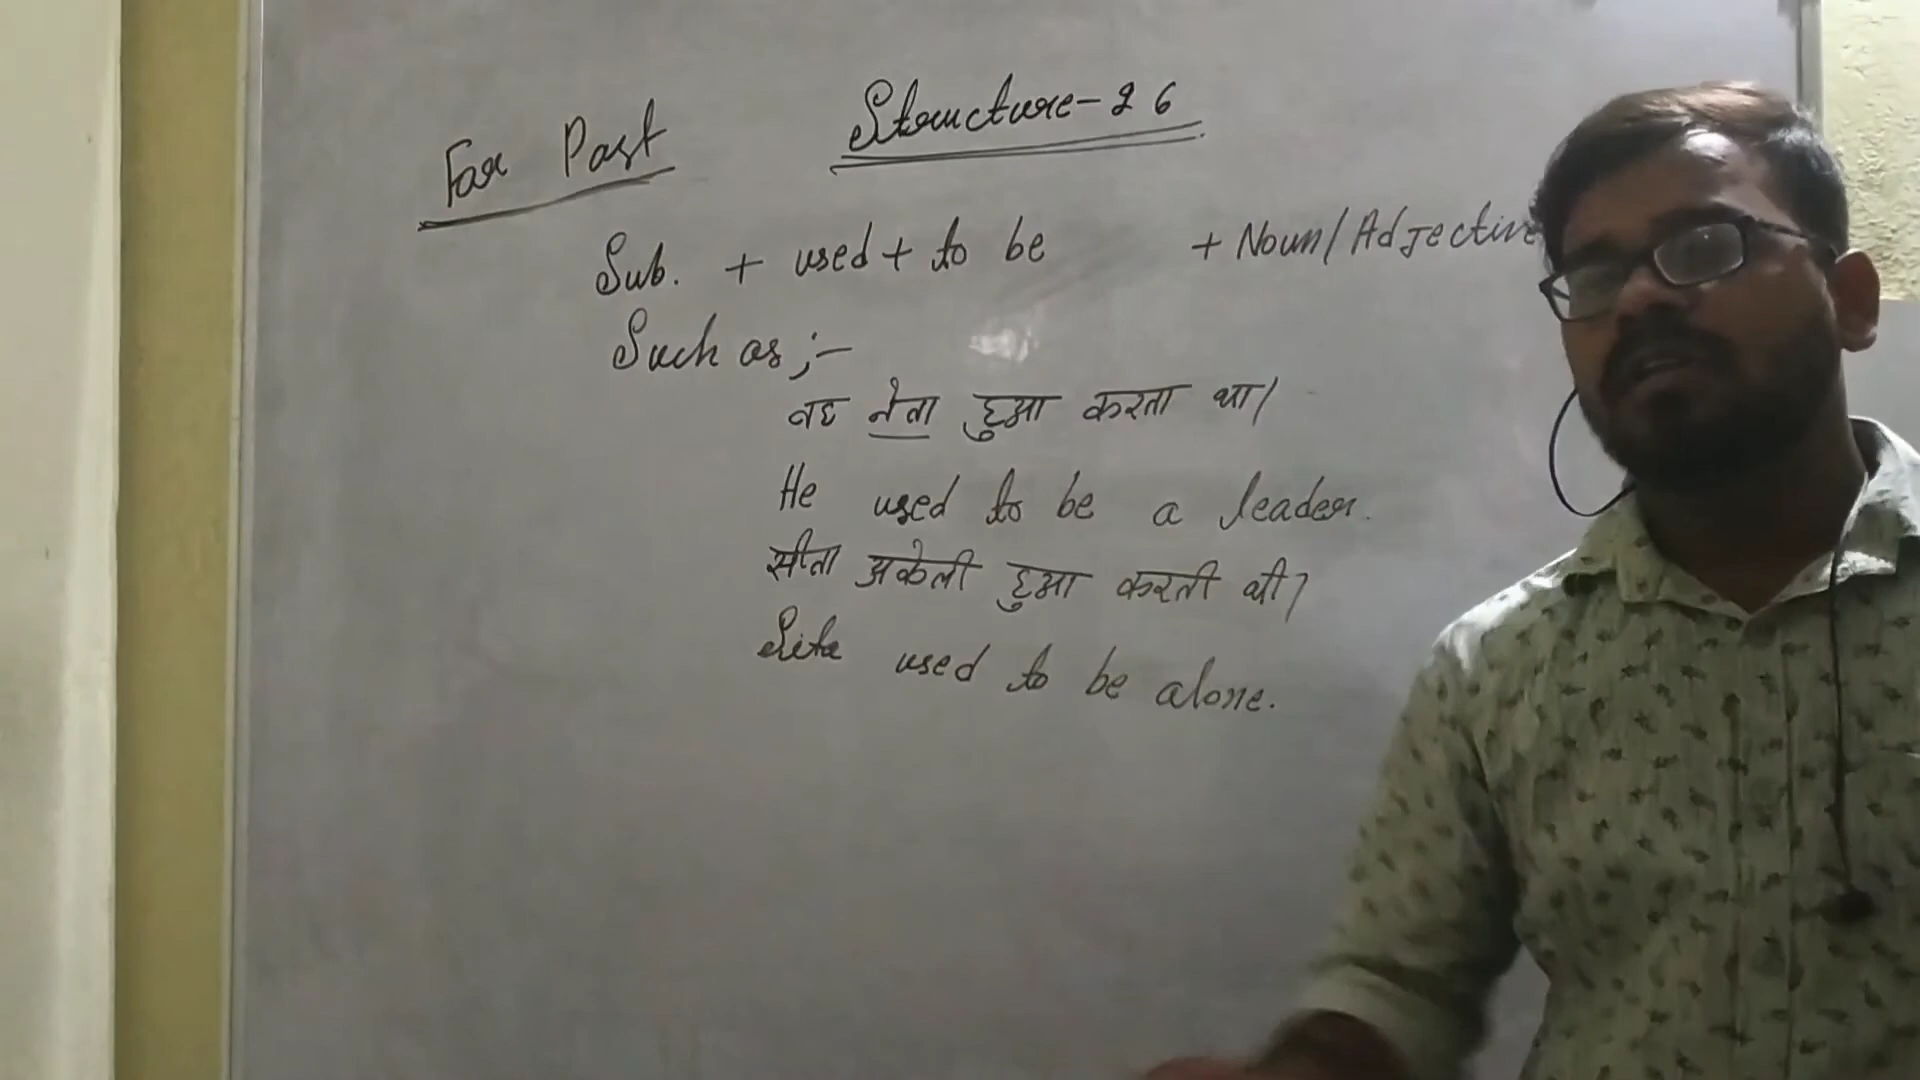 For Past
Structure-26
Sub. + used + to be + Noun/Adjective
Such as ;-
वह नेता हुआ करता था।
He used to be a leader.
सीता अकेली हुआ करती थी।
Sita used to be alone.